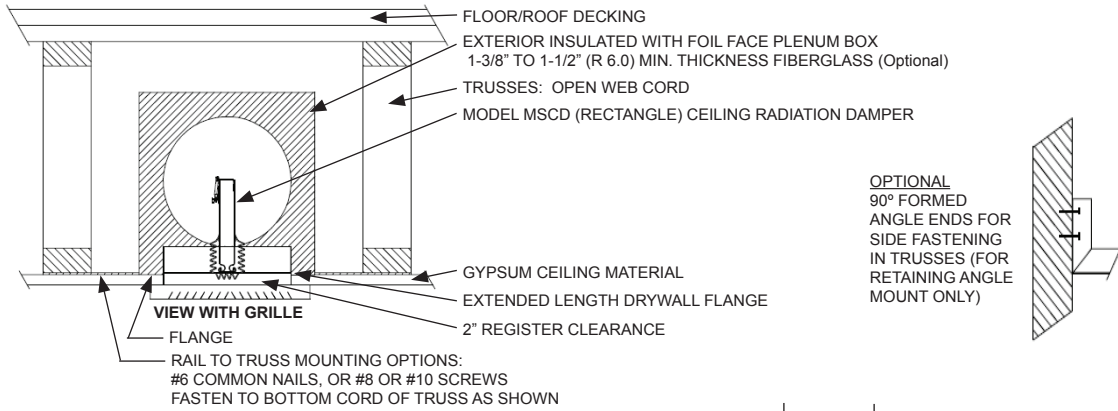 FLOOR/ROOF DECKING
EXTERIOR INSULATED WITH FOIL FACE PLENUM BOX
1-3/8” TO 1-1/2” (R 6.0) MIN. THICKNESS FIBERGLASS (Optional)
TRUSSES: OPEN WEB CORD
MODEL MSCD (RECTANGLE) CEILING RADIATION DAMPER
GYPSUM CEILING MATERIAL
EXTENDED LENGTH DRYWALL FLANGE
2” REGISTER CLEARANCE
VIEW WITH GRILLE
FLANGE
RAIL TO TRUSS MOUNTING OPTIONS:
#6 COMMON NAILS, OR #8 OR #10 SCREWS
FASTEN TO BOTTOM CORD OF TRUSS AS SHOWN
OPTIONAL
90º FORMED
ANGLE ENDS FOR
SIDE FASTENING
IN TRUSSES (FOR
RETAINING ANGLE
MOUNT ONLY)